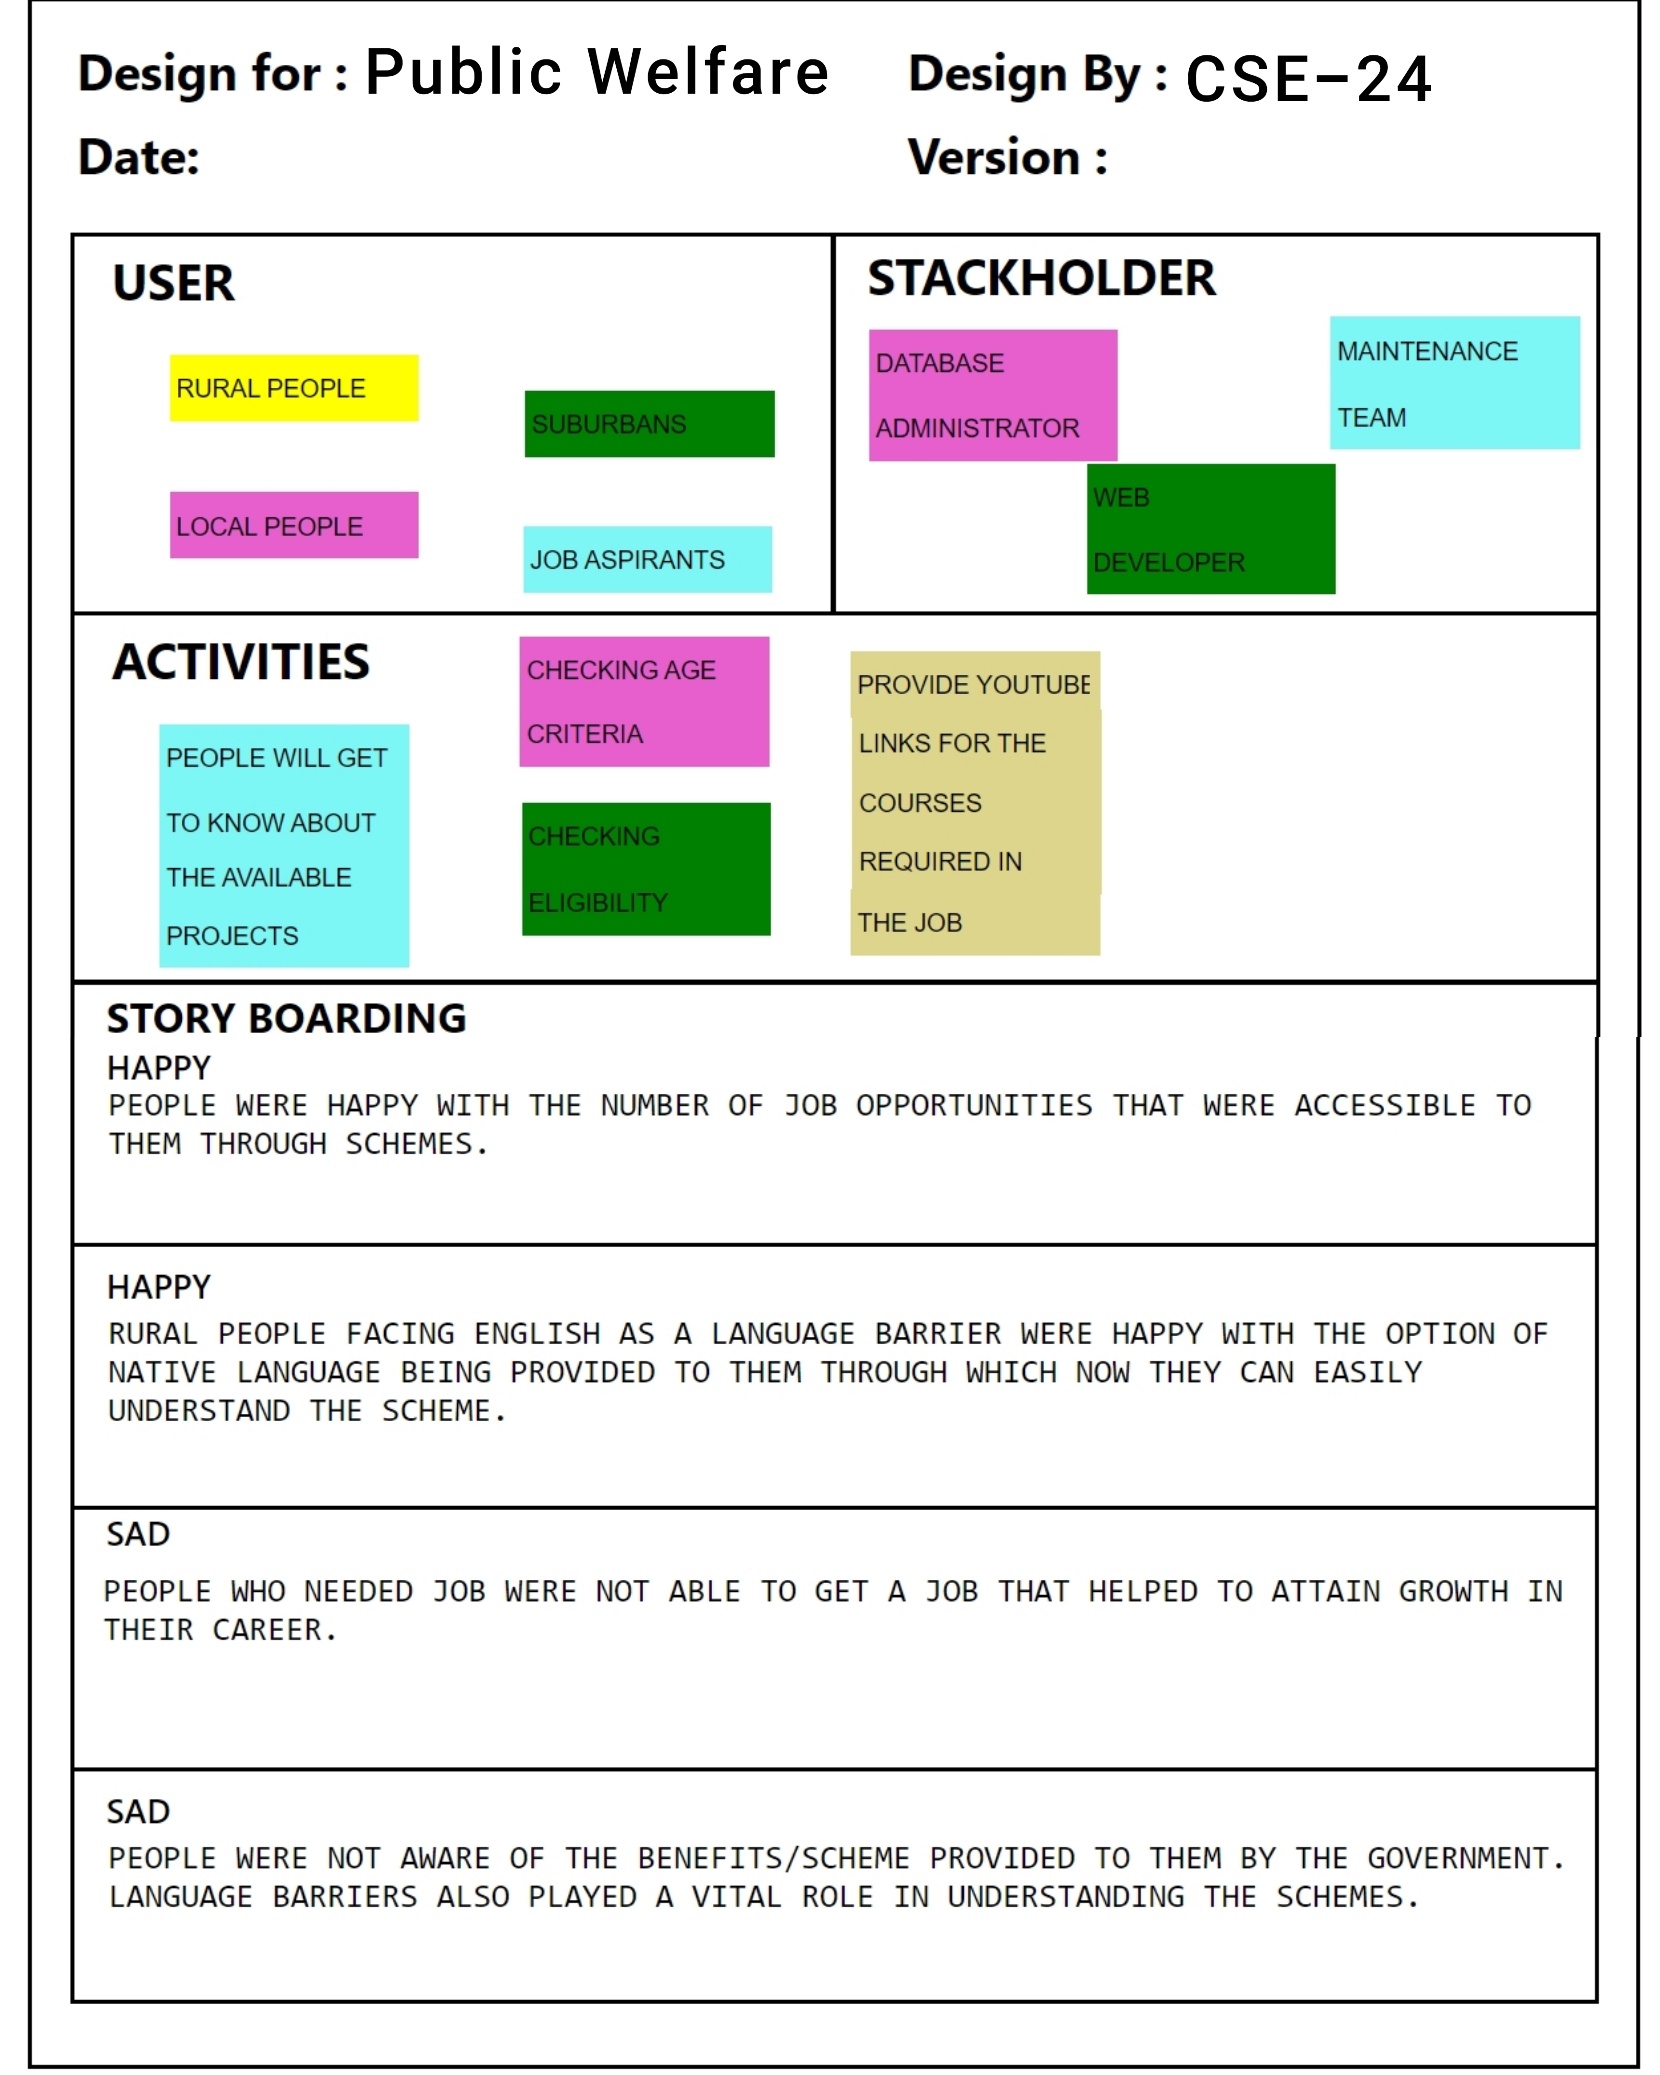 Design for : Public Welfare
Design By : CSE-24
Date:
Version :
USER
RURAL PEOPLE
SUBURBANS
LOCAL PEOPLE
JOB ASPIRANTS
STACKHOLDER
DATABASE
ADMINISTRATOR
MAINTENANCE
TEAM
WEB
DEVELOPER
ACTIVITIES
PEOPLE WILL GET
TO KNOW ABOUT
THE AVAILABLE
PROJECTS
CHECKING AGE
CRITERIA
CHECKING
ELIGIBILITY
PROVIDE YOUTUBE
LINKS FOR THE
COURSES
REQUIRED IN
THE JOB
STORY BOARDING
HAPPY
PEOPLE WERE HAPPY WITH THE NUMBER OF JOB OPPORTUNITIES THAT WERE ACCESSIBLE TO
THEM THROUGH SCHEMES.
HAPPY
RURAL PEOPLE FACING ENGLISH AS A LANGUAGE BARRIER WERE HAPPY WITH THE OPTION OF
NATIVE LANGUAGE BEING PROVIDED TO THEM THROUGH WHICH NOW THEY CAN EASILY
UNDERSTAND THE SCHEME.
SAD
PEOPLE WHO NEEDED JOB WERE NOT ABLE TO GET A JOB THAT HELPED TO ATTAIN GROWTH IN
THEIR CAREER.
SAD
PEOPLE WERE NOT AWARE OF THE BENEFITS/SCHEME PROVIDED TO THEM BY THE GOVERNMENT.
LANGUAGE BARRIERS ALSO PLAYED A VITAL ROLE IN UNDERSTANDING THE SCHEMES.